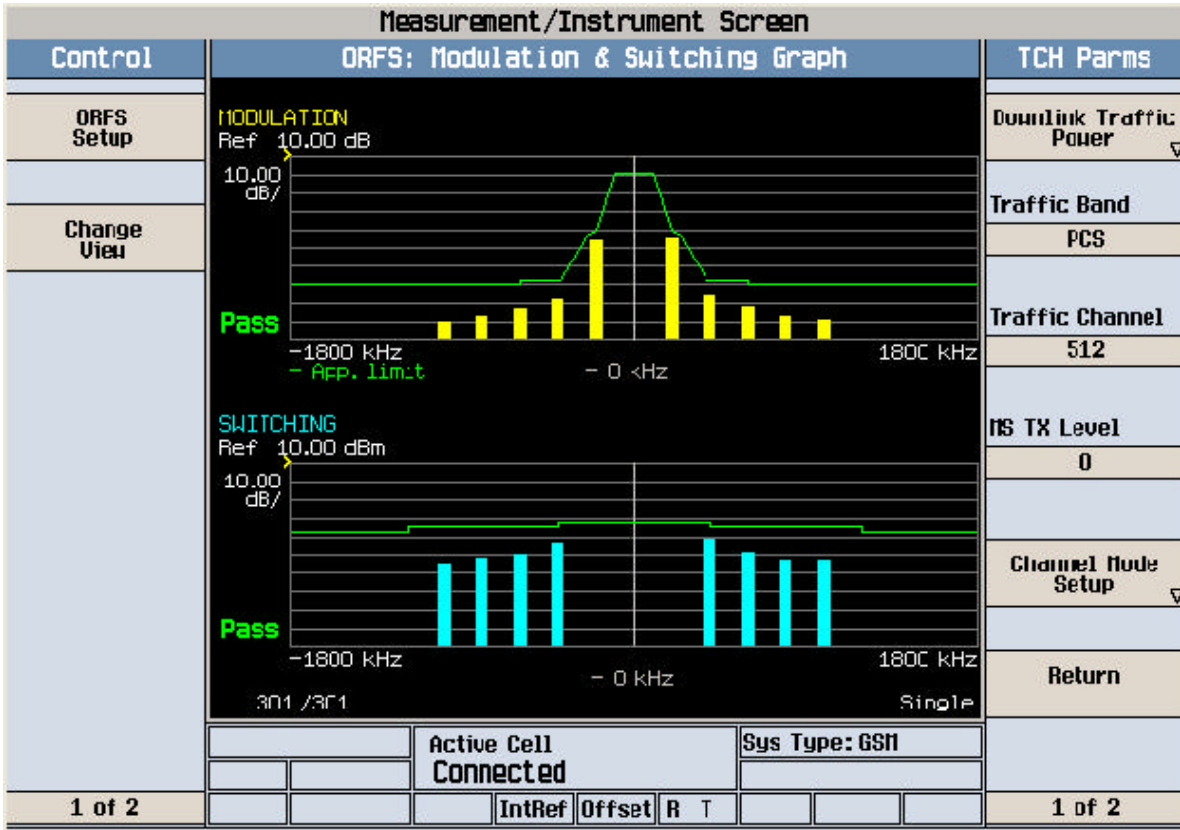 Measurement/Instrument Screen
Control
ORFS: Modulation & Switching Graph
TCH Parms
ORFS
Setup
Change
View
1 of 2
MODULATION
Ref 10.00 dB
10.00
dB/
Pass
-1800 kHz
1800 kHz
- App. limit
- 0 kHz
SWITCHING
Ref 10.00 dBm
10.00
dB/
Pass
-1800 kHz
1800 kHz
- 0 kHz
301 /301
Single
Active Cell
Connected
Sys Type: GSM
IntRef
Offset
R T
Downlink Traffic
Power
Traffic Band
PCS
Traffic Channel
512
MS TX Level
0
Channel Mode
Setup
Return
1 of 2